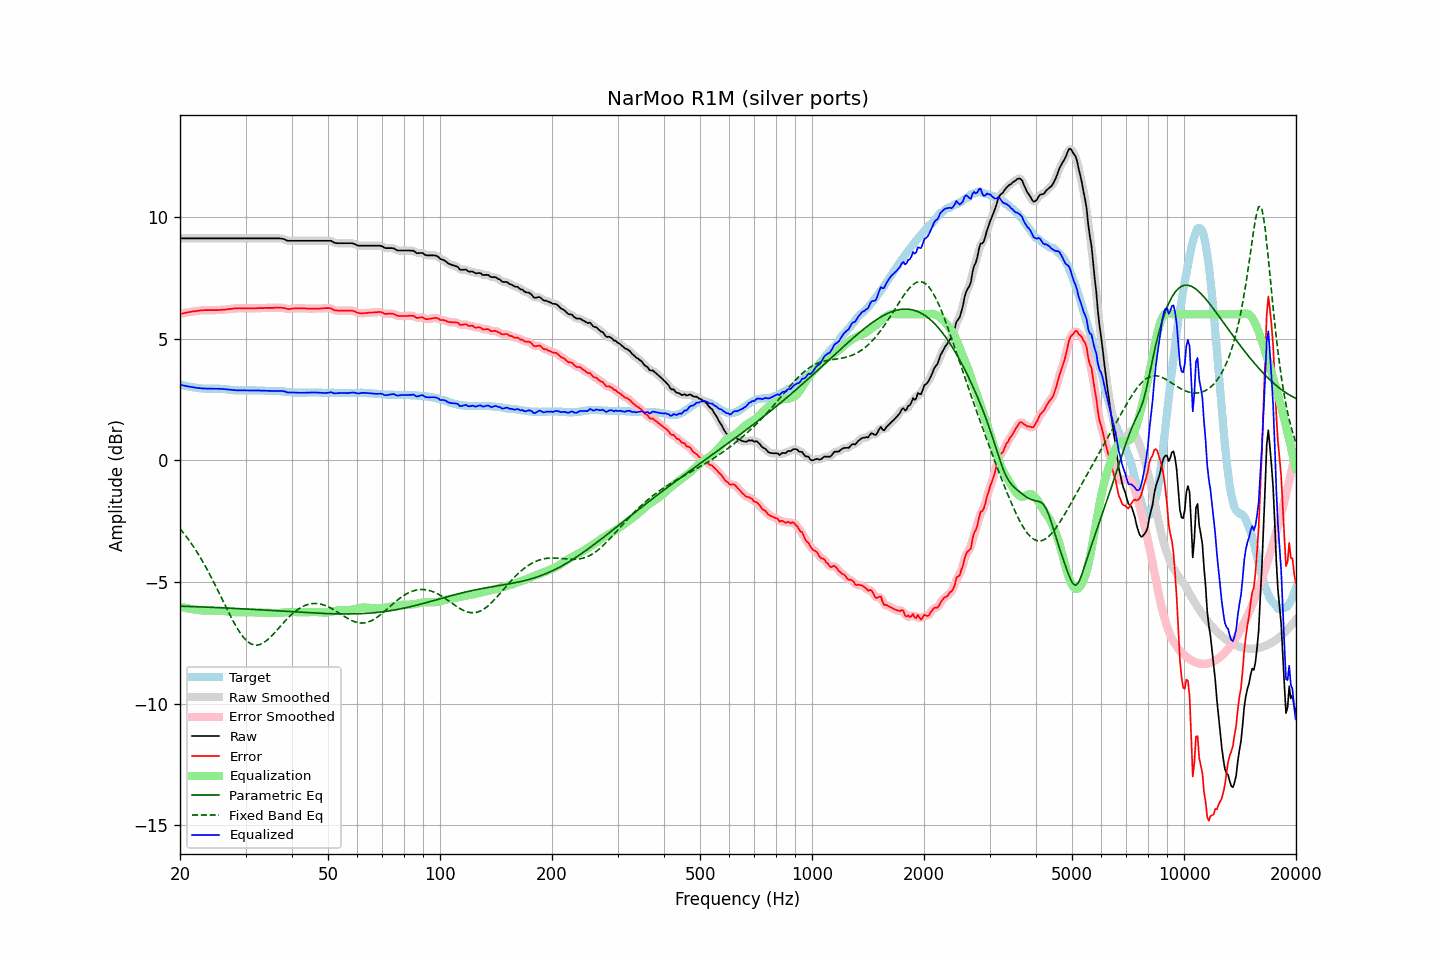 NarMoo R1M (silver ports)
Amplitude (dBr)
10
5
0
−5
−10
−15
Target
Raw Smoothed
Error Smoothed
Raw
Error
Equalization
Parametric Eq
Fixed Band Eq
Equalized
20 50 100 200 500 1000 2000 5000 10000 20000
Frequency (Hz)